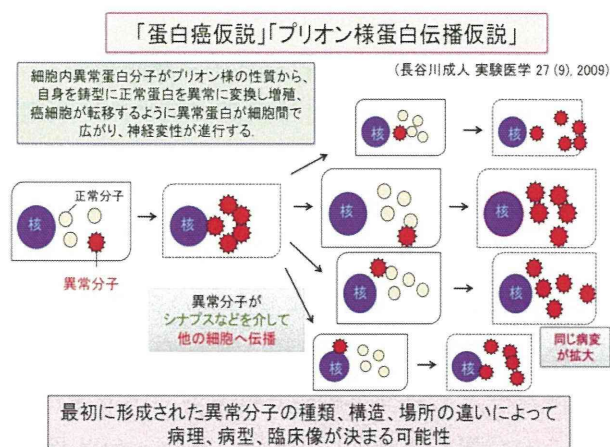 「蛋白癌仮説」「プリオン様蛋白伝播仮説」
(長谷川成人 実験医学 27 (9), 2009)
細胞内異常蛋白分子がプリオン様の性質から、
自身を鋳型に正常蛋白を異常に変換し増殖、
癌細胞が転移するように異常蛋白が細胞間で
広がり、神経変性が進行する.
正常分子
核
異常分子
核
核
核
核
核
核
核
核
核
異常分子が
シナプスなどを介して
他の細胞へ伝播
同じ病変
が拡大
最初に形成された異常分子の種類、構造、場所の違いによって
病理、病型、臨床像が決まる可能性